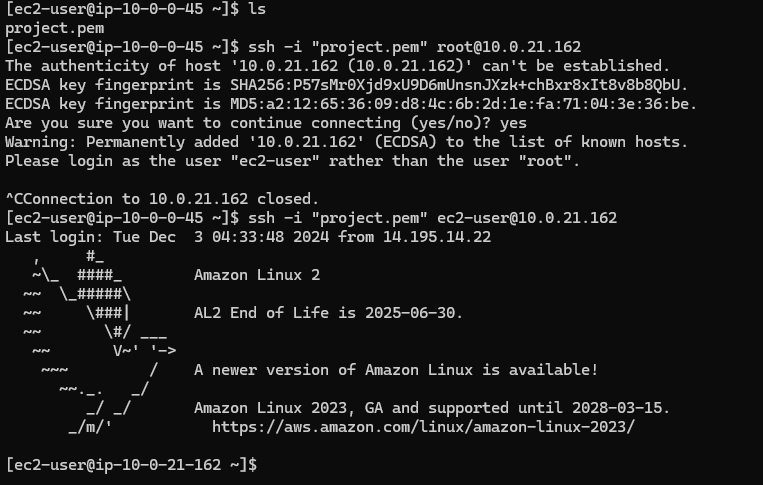 [ec2-user@ip-10-0-0-45 ~]$ ls
project.pem
[ec2-user@ip-10-0-0-45 ~]$ ssh -i "project.pem" root@10.0.21.162
The authenticity of host '10.0.21.162 (10.0.21.162)' can't be established.
ECDSA key fingerprint is SHA256:P57sMr0Xjd9xU9D6mUnsnJXzk+chBxr8xIt8v8b8QbU.
ECDSA key fingerprint is MD5:a2:12:65:36:09:d8:4c:6b:2d:1e:fa:71:04:3e:36:be.
Are you sure you want to continue connecting (yes/no)? yes
Warning: Permanently added '10.0.21.162' (ECDSA) to the list of known hosts.
Please login as the user "ec2-user" rather than the user "root".

^CConnection to 10.0.21.162 closed.
[ec2-user@ip-10-0-0-45 ~]$ ssh -i "project.pem" ec2-user@10.0.21.162
Last login: Tue Dec  3 04:33:48 2024 from 14.195.14.22
   ,     #_
   ~\_  ####_        Amazon Linux 2
  ~~  \_#####\
  ~~     \###|       AL2 End of Life is 2025-06-30.
  ~~       \#/ ___
   ~~       V~' '->
    ~~~         /    A newer version of Amazon Linux is available!
      ~~._.   _/
         _/ _/       Amazon Linux 2023, GA and supported until 2028-03-15.
       _/m/'           https://aws.amazon.com/linux/amazon-linux-2023/

[ec2-user@ip-10-0-21-162 ~]$